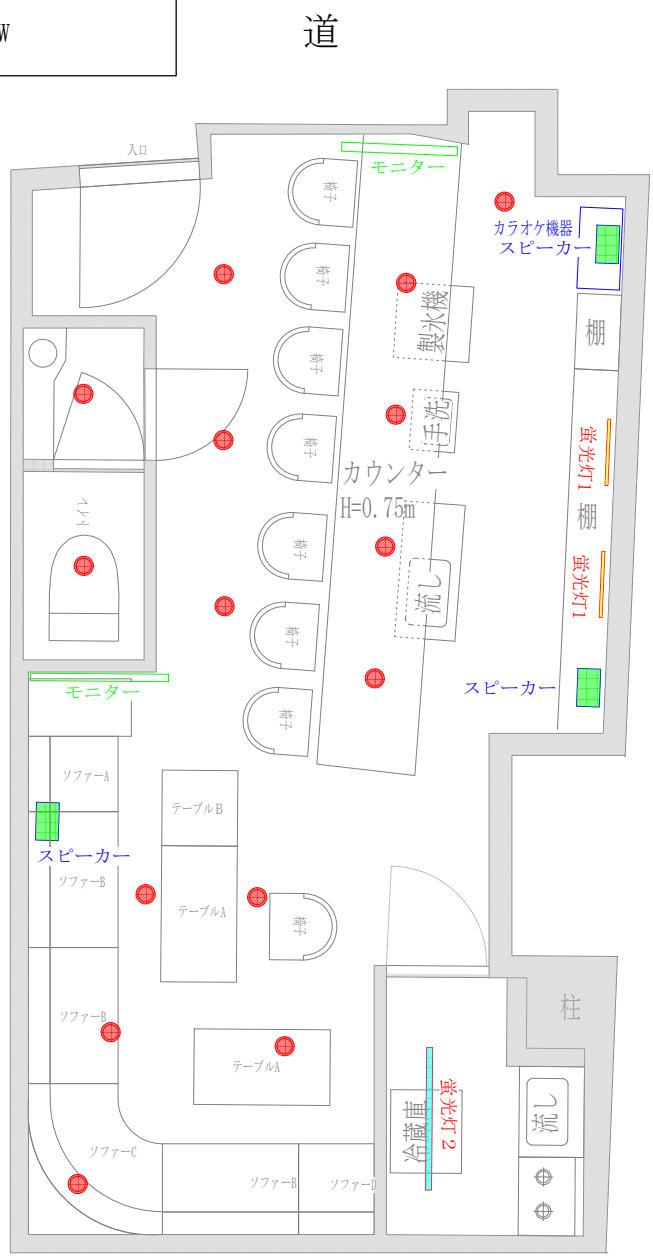 W
道
入口
モニター
椅子
カラオケ機器
スピーカー
椅子
製氷機
棚
椅子
手洗
蛍光灯1
椅子
カウンター
H=0.75m
棚
トイレ
椅子
蛍光灯1
流し
椅子
モニター
スピーカー
椅子
ソファーA
テーブルB
スピーカー
ソファーB
テーブルA
椅子
ソファーB
柱
テーブルA
冷蔵庫
蛍光灯2
流し
ソファーC
ソファーB
ソファーD